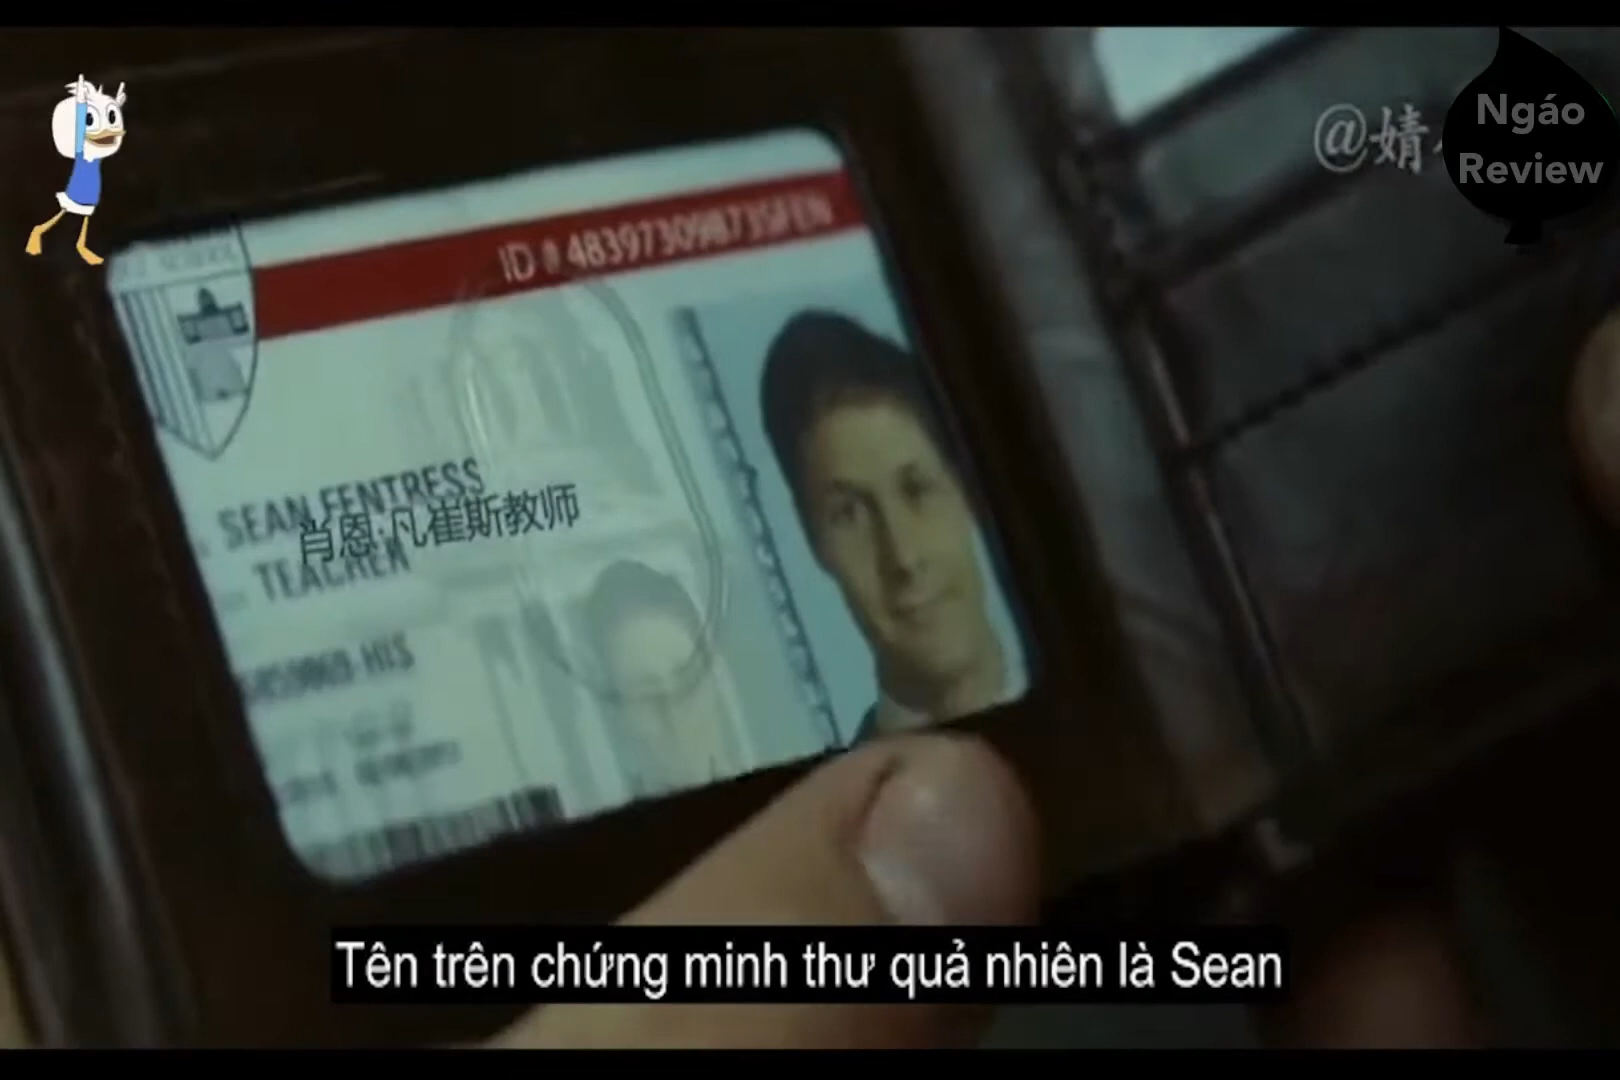 Ngáo
Review
@婧
ID # 48397309873SFEN
SEAN FENTRESS
肖恩·凡崔斯教师
TEACHER
Tên trên chứng minh thư quả nhiên là Sean